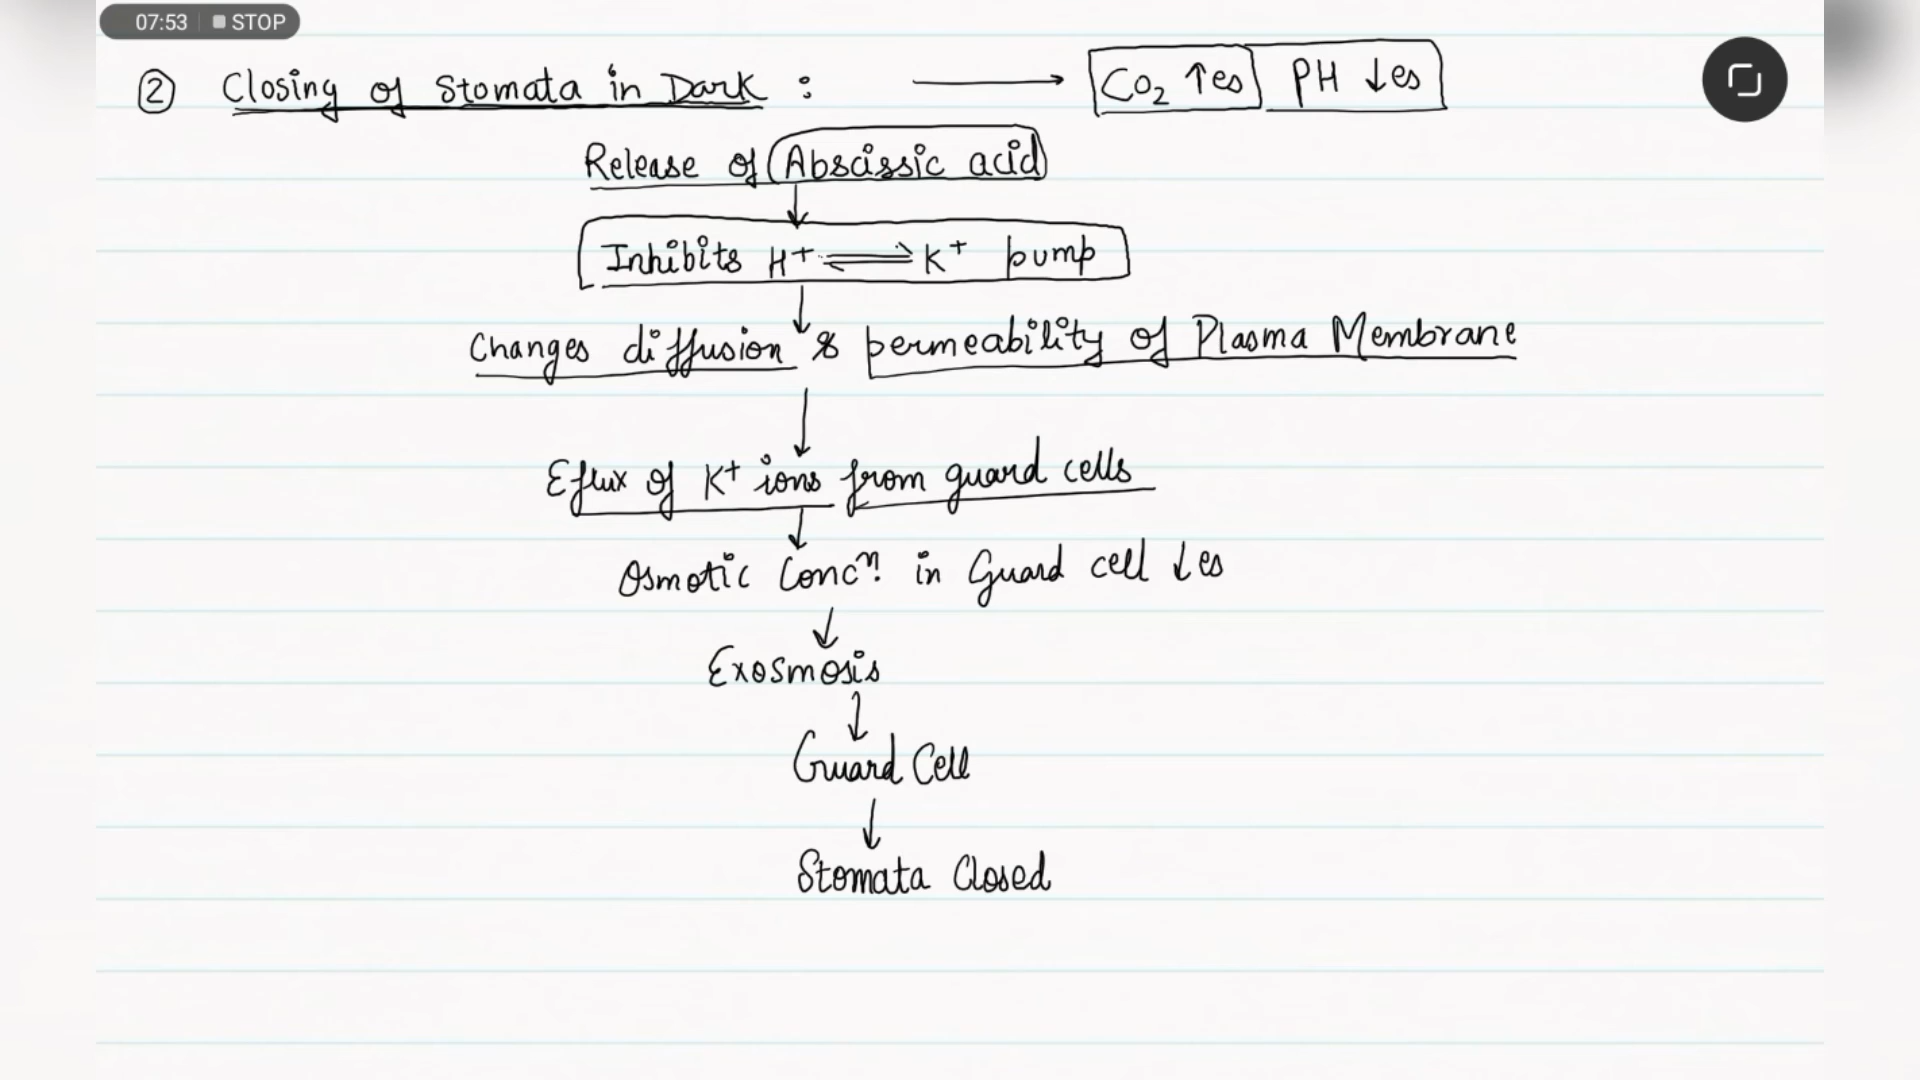 07:53 STOP
② Closing of Stomata in Dark : → CO2 ↑es PH ↓es
Release of Abscissic acid
↓
Inhibits H+ ⇌ K+ pump
↓
Changes diffusion & permeability of Plasma Membrane
↓
Eflux of K+ ions from guard cells
↓
Osmotic Concn. in Guard cell ↓es
↓
Exosmosis
↓
Guard Cell
↓
Stomata Closed